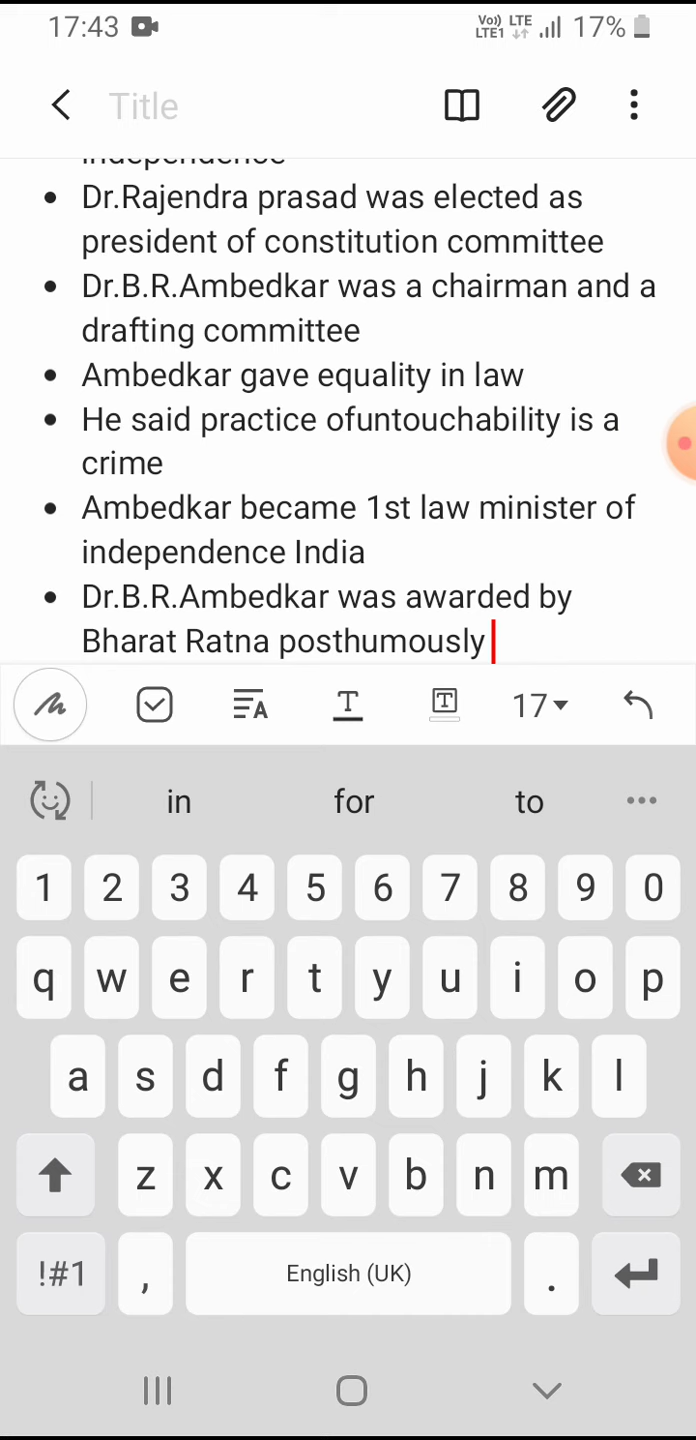 17:43 Vo)) LTE LTE1 17%
Title
independence
• Dr.Rajendra prasad was elected as
president of constitution committee
• Dr.B.R.Ambedkar was a chairman and a
drafting committee
• Ambedkar gave equality in law
• He said practice ofuntouchability is a
crime
• Ambedkar became 1st law minister of
independence India
• Dr.B.R.Ambedkar was awarded by
Bharat Ratna posthumously
17
in for to
1 2 3 4 5 6 7 8 9 0
q w e r t y u i o p
a s d f g h j k l
z x c v b n m
!#1 , English (UK) .